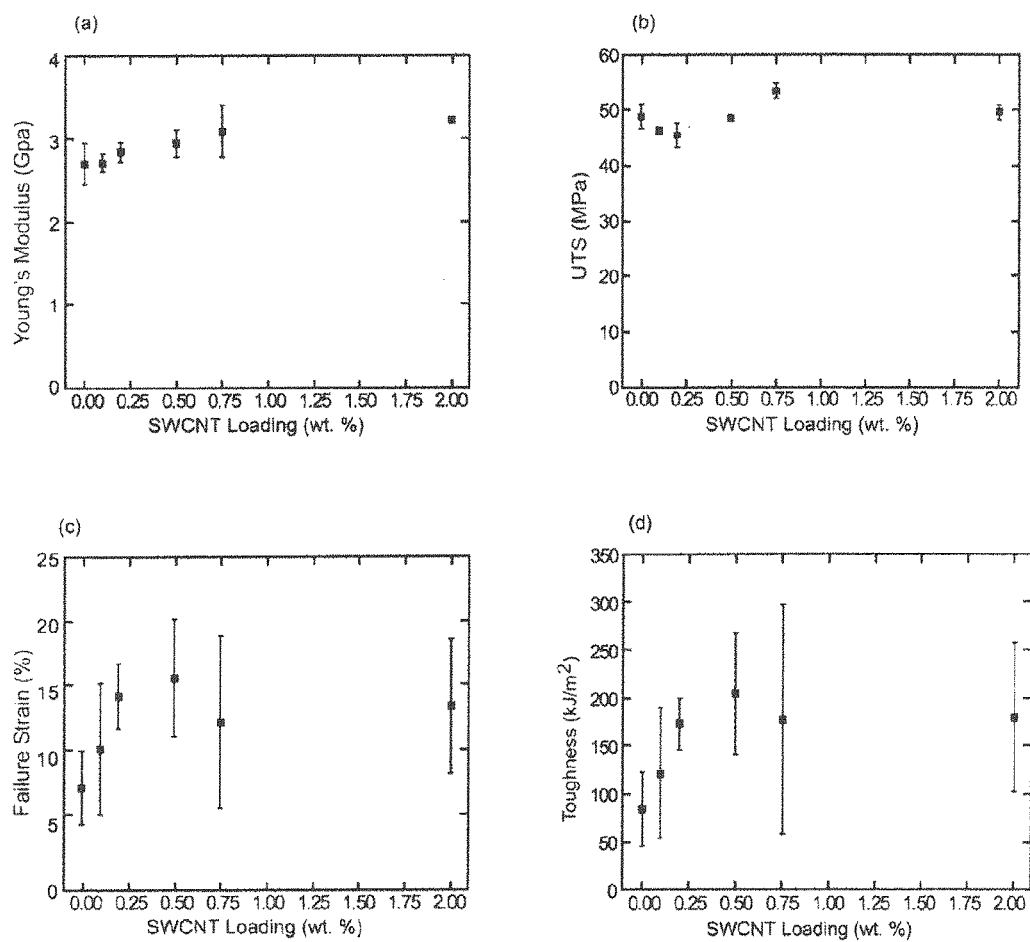 (a)
Young's Modulus (Gpa)
4
3
2
1
0
0.00 0.25 0.50 0.75 1.00 1.25 1.50 1.75 2.00
SWCNT Loading (wt. %)
(b)
UTS (MPa)
60
50
40
30
20
10
0
0.00 0.25 0.50 0.75 1.00 1.25 1.50 1.75 2.00
SWCNT Loading (wt. %)
(c)
Failure Strain (%)
25
20
15
10
5
0
0.00 0.25 0.50 0.75 1.00 1.25 1.50 1.75 2.00
SWCNT Loading (wt. %)
(d)
Toughness (kJ/m²)
350
300
250
200
150
100
50
0
0.00 0.25 0.50 0.75 1.00 1.25 1.50 1.75 2.00
SWCNT Loading (wt. %)